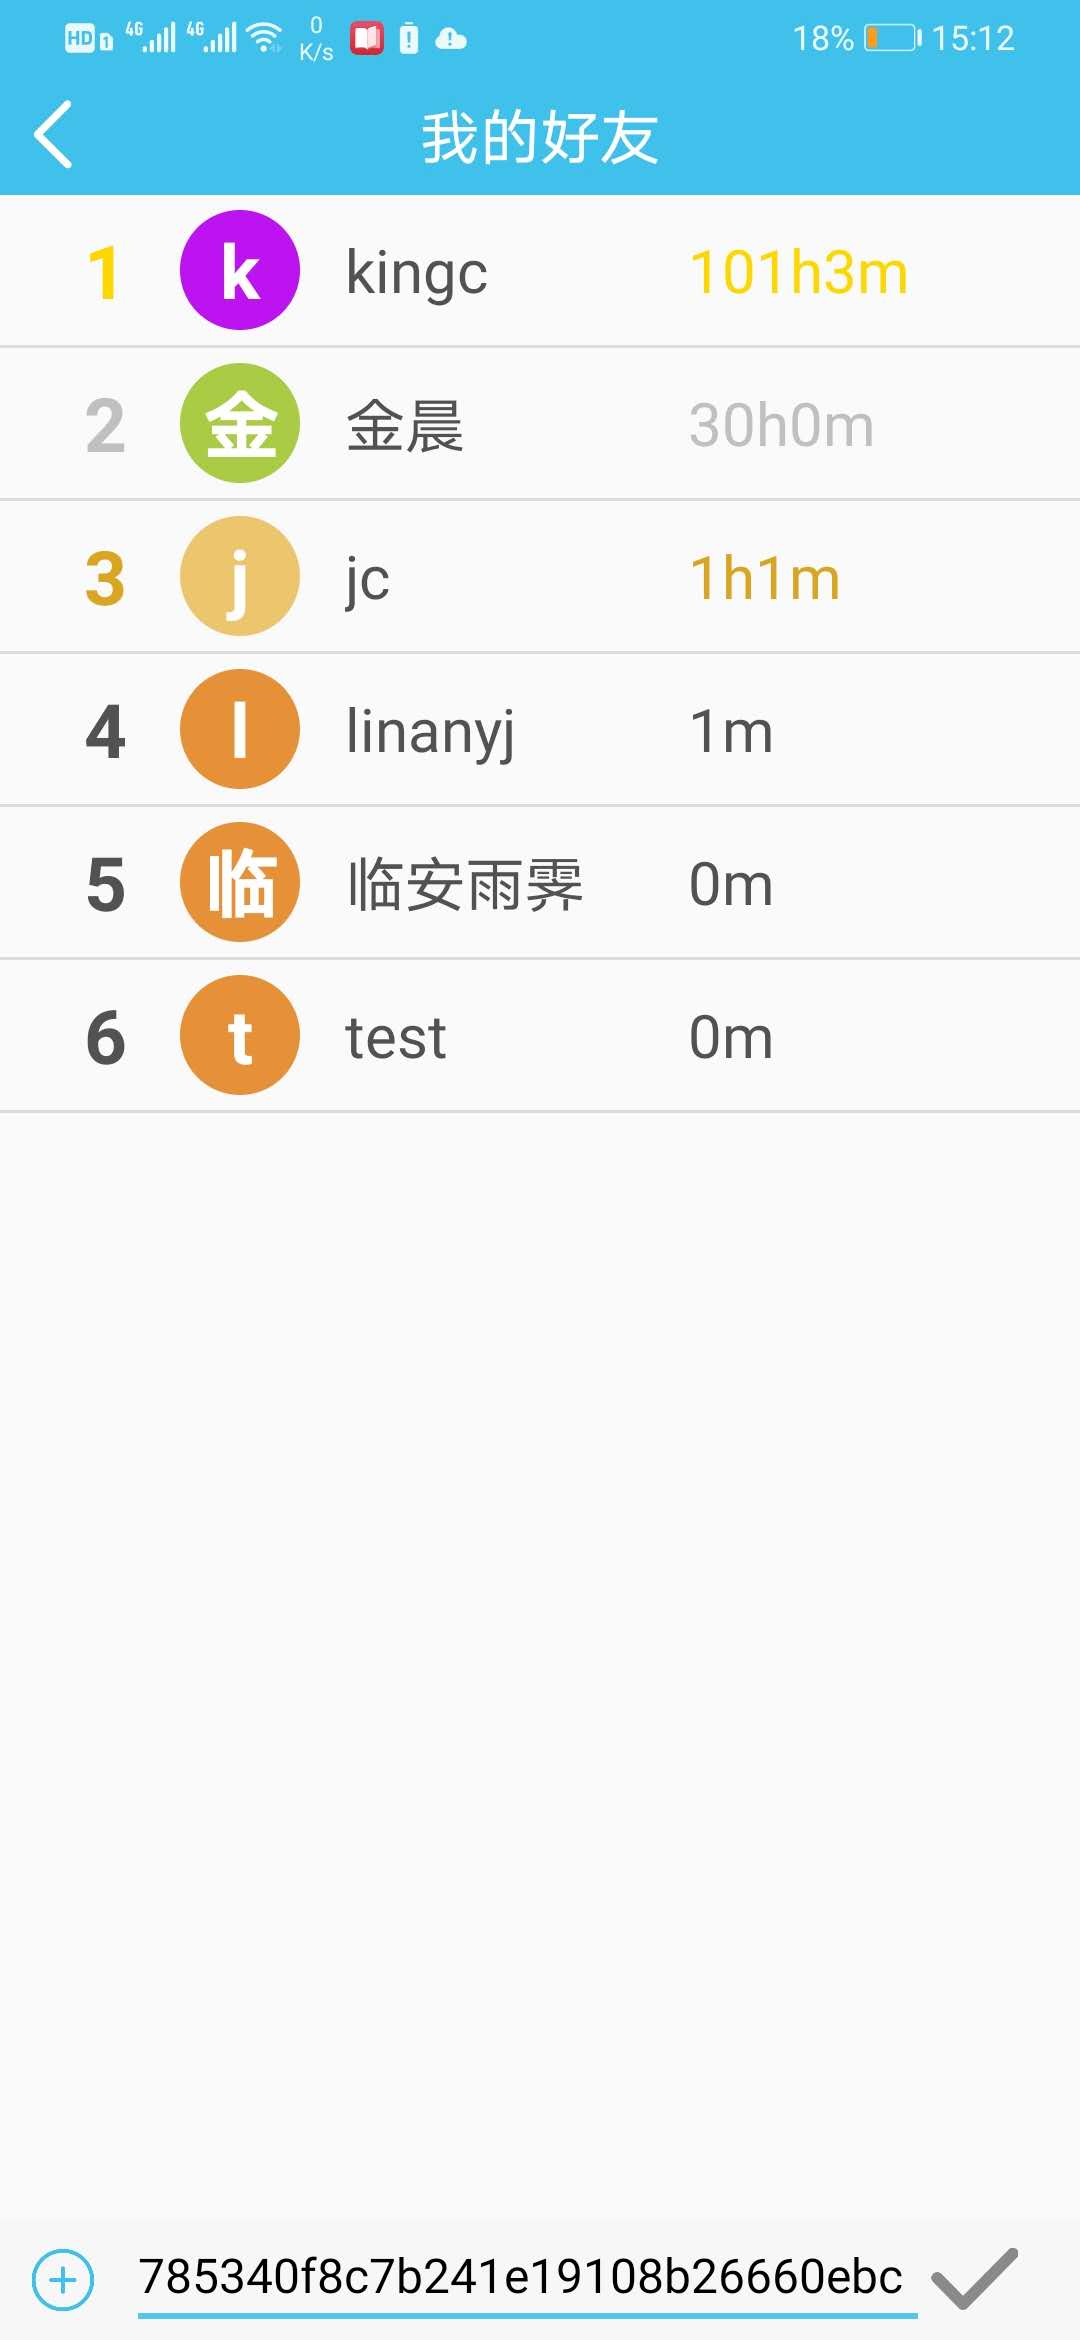 HD 1 4G 4G 0 K/s 18% 15:12
我的好友
1 k kingc 101h3m
2 金 金晨 30h0m
3 j jc 1h1m
4 l linanyj 1m
5 临 临安雨霁 0m
6 t test 0m
785340f8c7b241e19108b26660ebc